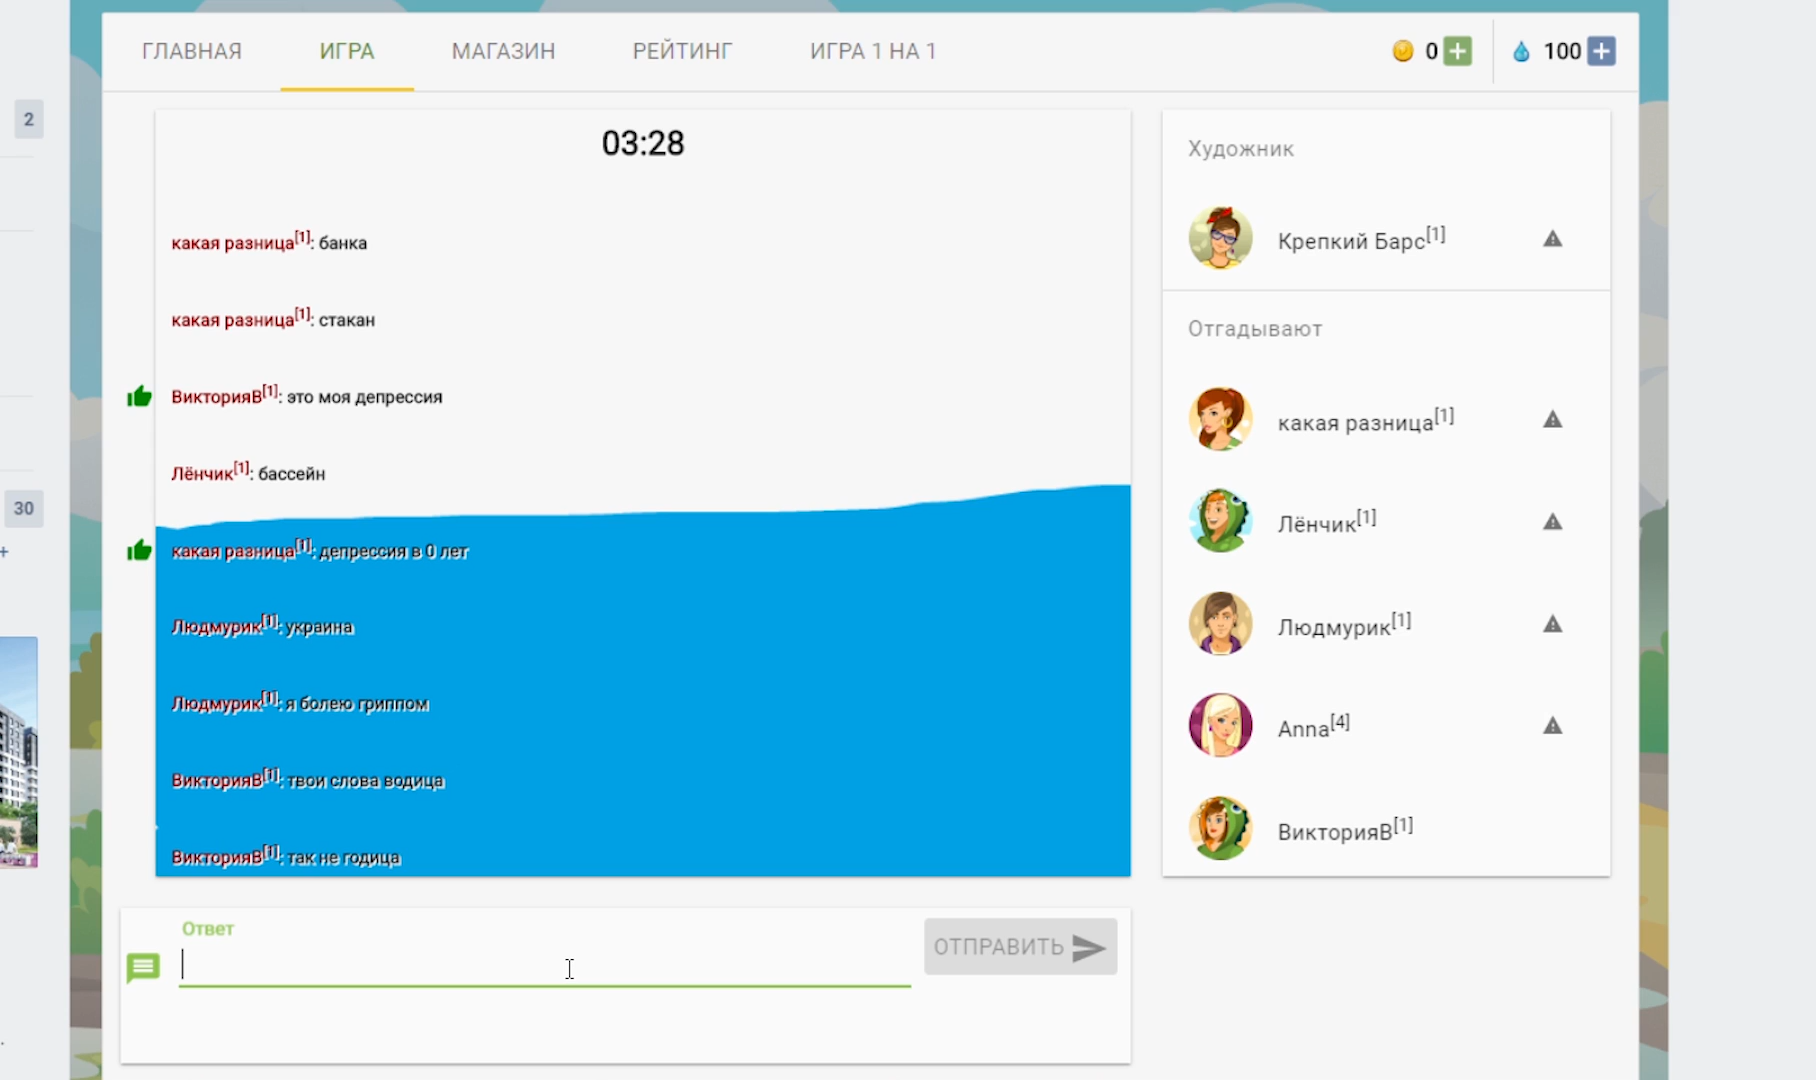 ГЛАВНАЯ ИГРА МАГАЗИН РЕЙТИНГ ИГРА 1 НА 1 0 100
2
30
03:28
какая разница[1]: банка
какая разница[1]: стакан
ВикторияВ[1]: это моя депрессия
Лёнчик[1]: бассейн
какая разница[1]: депрессия в 0 лет
Людмурик[1]: украина
Людмурик[1]: я болею гриппом
ВикторияВ[1]: твои слова водица
ВикторияВ[1]: так не годица
Ответ
ОТПРАВИТЬ
Художник
Крепкий Барс[1]
Отгадывают
какая разница[1]
Лёнчик[1]
Людмурик[1]
Anna[4]
ВикторияВ[1]